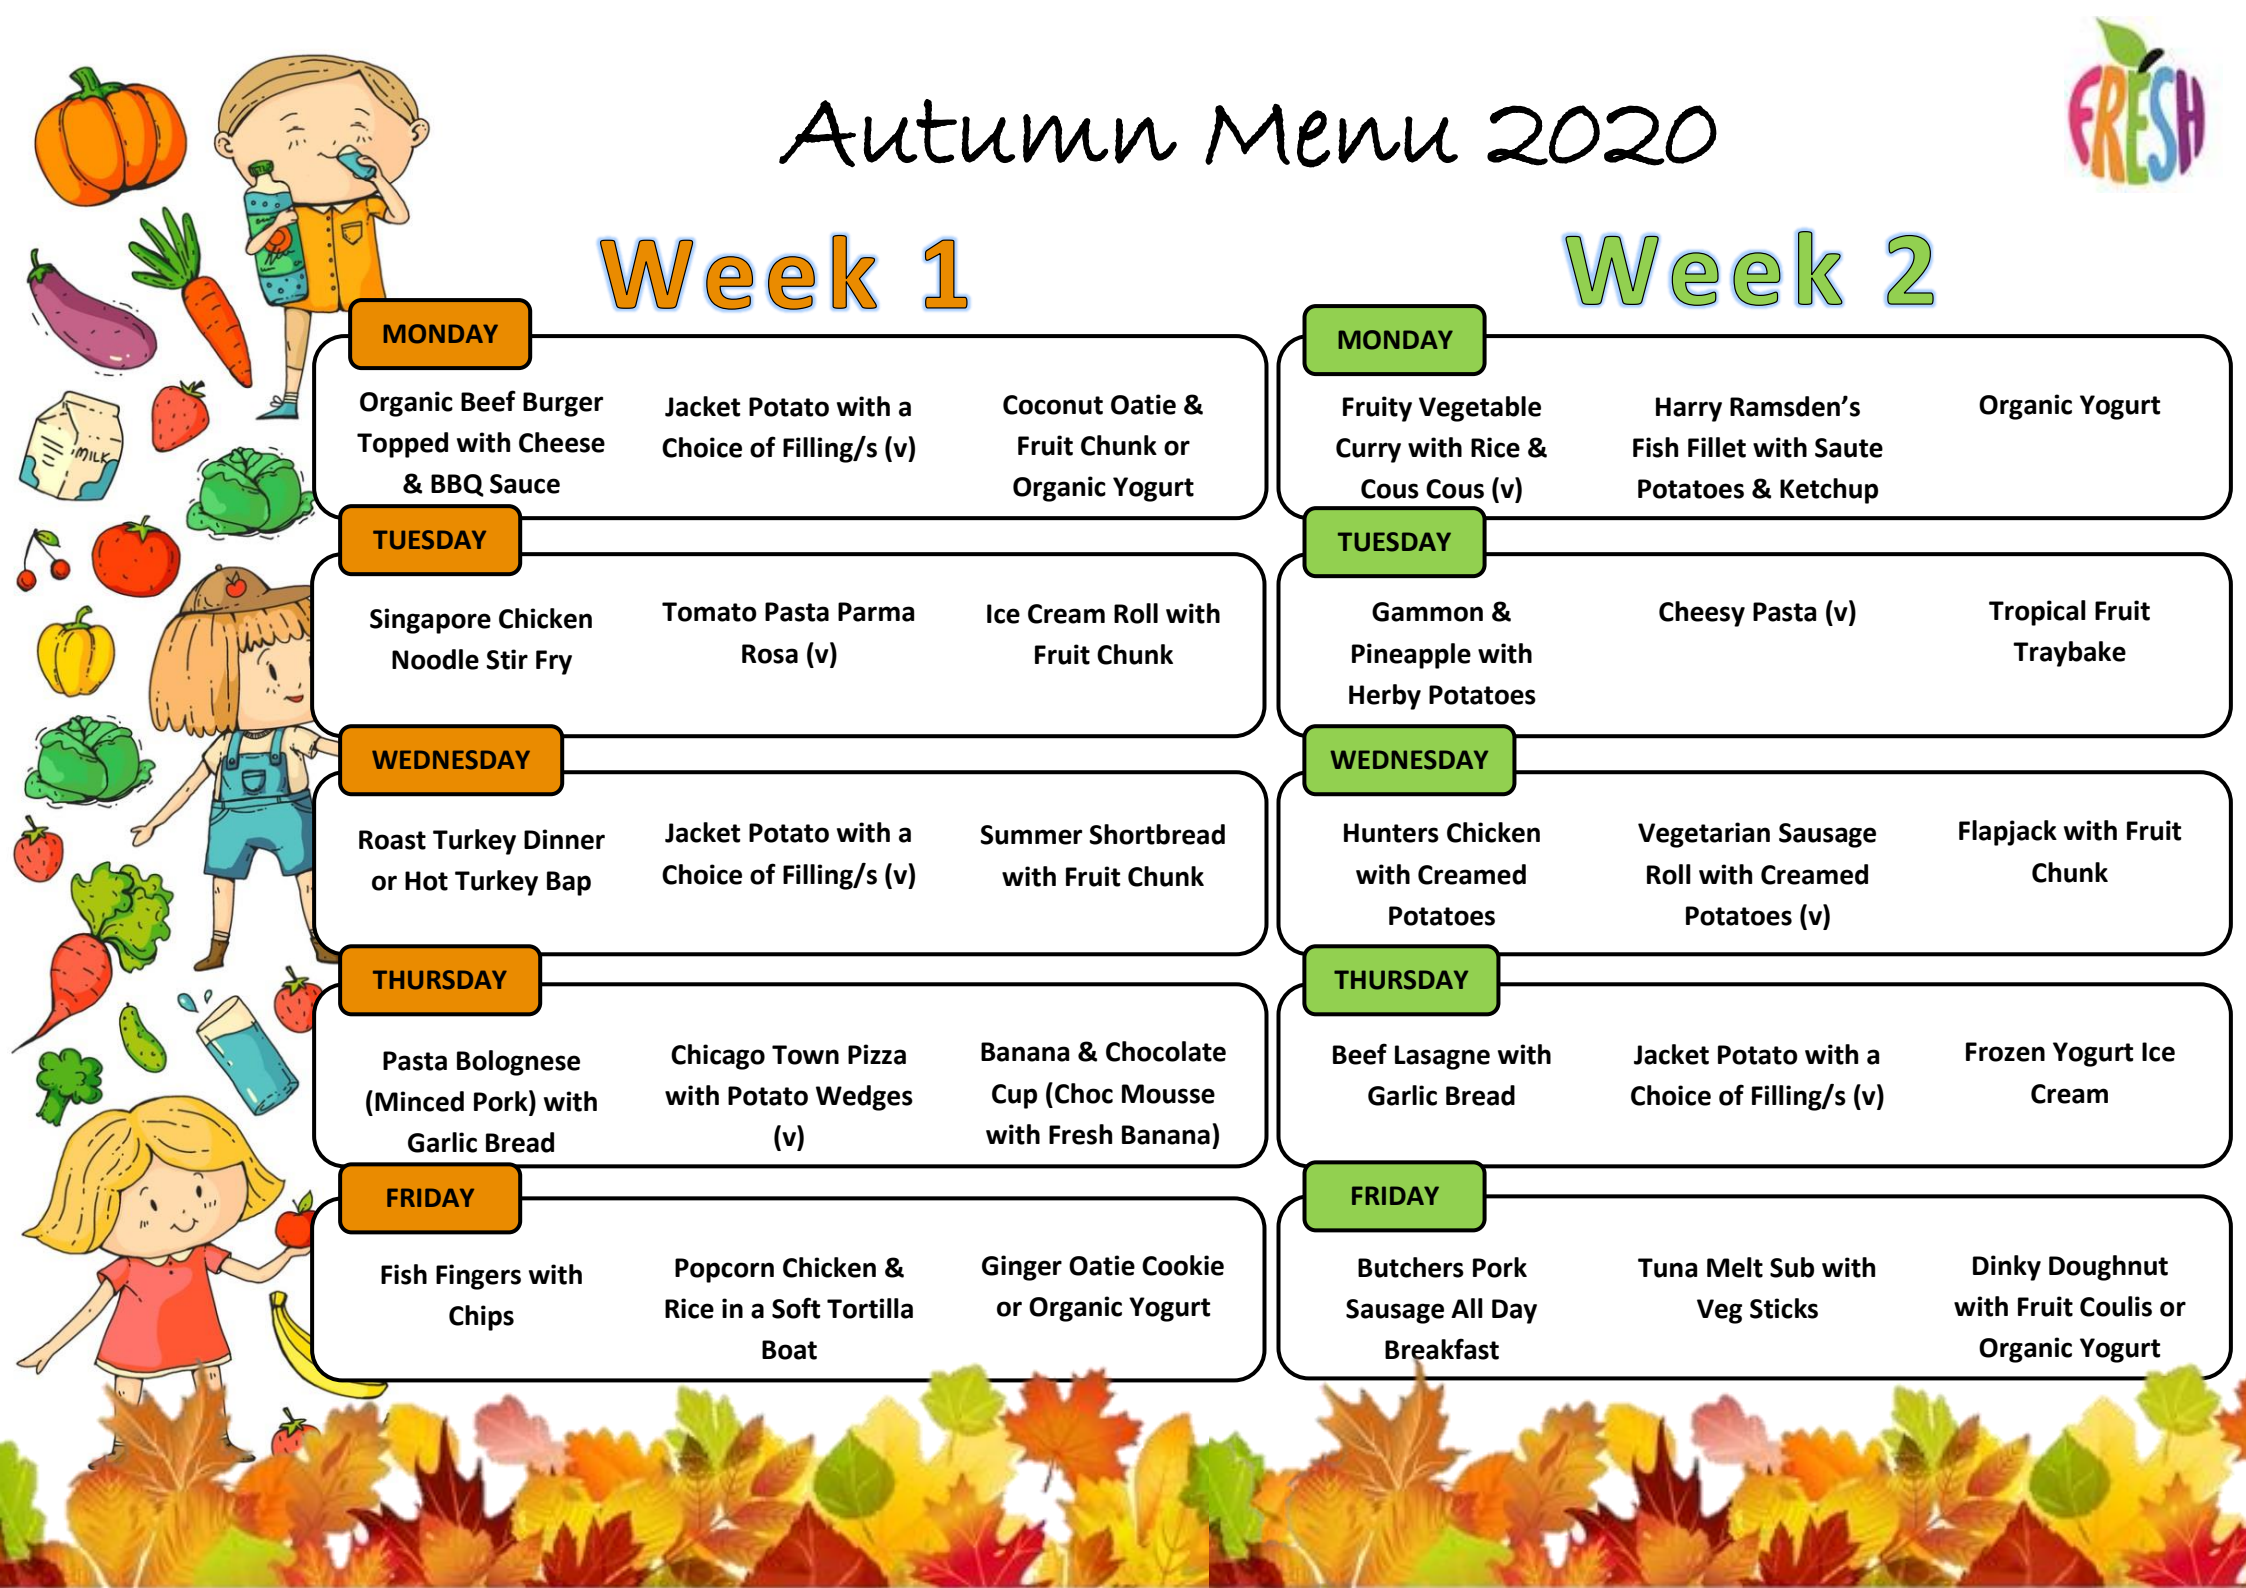 FRESH
Autumn Menu 2020
Week 1
MONDAY
Organic Beef Burger
Topped with Cheese
& BBQ Sauce
Jacket Potato with a
Choice of Filling/s (v)
Coconut Oatie &
Fruit Chunk or
Organic Yogurt
TUESDAY
Singapore Chicken
Noodle Stir Fry
Tomato Pasta Parma
Rosa (v)
Ice Cream Roll with
Fruit Chunk
WEDNESDAY
Roast Turkey Dinner
or Hot Turkey Bap
Jacket Potato with a
Choice of Filling/s (v)
Summer Shortbread
with Fruit Chunk
THURSDAY
Pasta Bolognese
(Minced Pork) with
Garlic Bread
Chicago Town Pizza
with Potato Wedges
(v)
Banana & Chocolate
Cup (Choc Mousse
with Fresh Banana)
FRIDAY
Fish Fingers with
Chips
Popcorn Chicken &
Rice in a Soft Tortilla
Boat
Ginger Oatie Cookie
or Organic Yogurt
Week 2
MONDAY
Fruity Vegetable
Curry with Rice &
Cous Cous (v)
Harry Ramsden’s
Fish Fillet with Saute
Potatoes & Ketchup
Organic Yogurt
TUESDAY
Gammon &
Pineapple with
Herby Potatoes
Cheesy Pasta (v)
Tropical Fruit
Traybake
WEDNESDAY
Hunters Chicken
with Creamed
Potatoes
Vegetarian Sausage
Roll with Creamed
Potatoes (v)
Flapjack with Fruit
Chunk
THURSDAY
Beef Lasagne with
Garlic Bread
Jacket Potato with a
Choice of Filling/s (v)
Frozen Yogurt Ice
Cream
FRIDAY
Butchers Pork
Sausage All Day
Breakfast
Tuna Melt Sub with
Veg Sticks
Dinky Doughnut
with Fruit Coulis or
Organic Yogurt
MILK